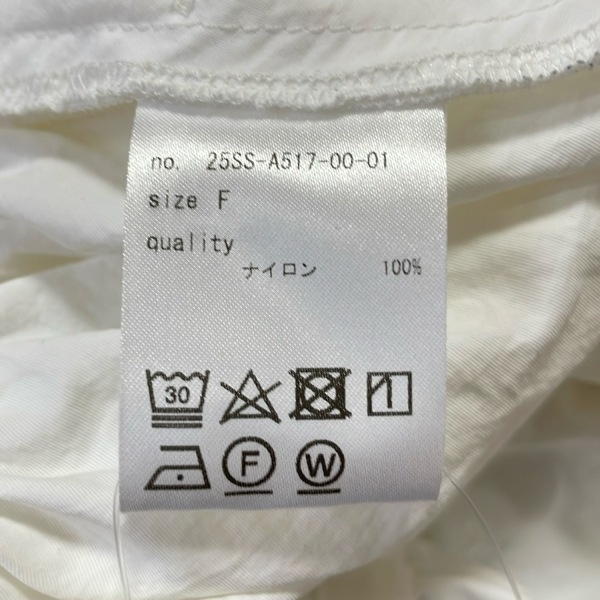 no. 25SS-A517-00-01
size F
quality
ナイロン 100%
30
F W